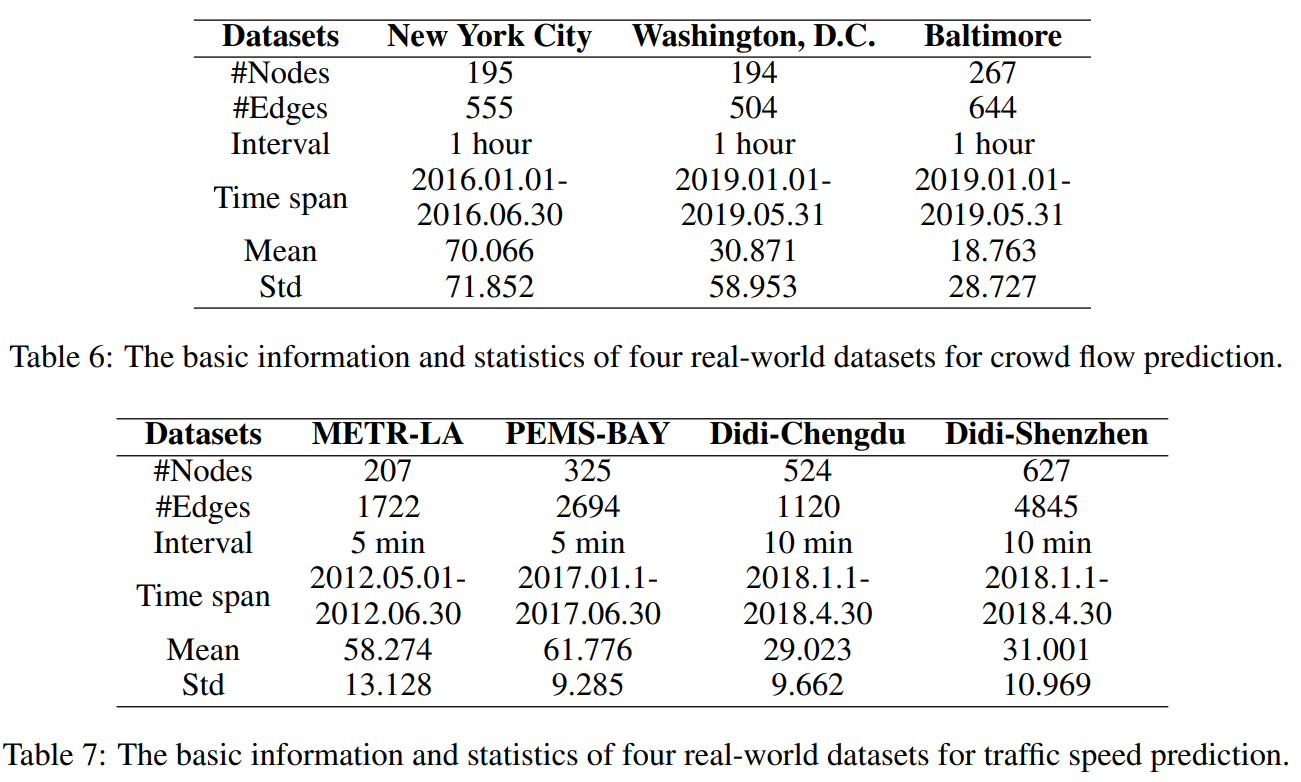 Datasets New York City Washington, D.C. Baltimore
#Nodes 195 194 267
#Edges 555 504 644
Interval 1 hour 1 hour 1 hour
Time span 2016.01.01- 2019.01.01- 2019.01.01-
2016.06.30 2019.05.31 2019.05.31
Mean 70.066 30.871 18.763
Std 71.852 58.953 28.727
Table 6: The basic information and statistics of four real-world datasets for crowd flow prediction.
Datasets METR-LA PEMS-BAY Didi-Chengdu Didi-Shenzhen
#Nodes 207 325 524 627
#Edges 1722 2694 1120 4845
Interval 5 min 5 min 10 min 10 min
Time span 2012.05.01- 2017.01.1- 2018.1.1- 2018.1.1-
2012.06.30 2017.06.30 2018.4.30 2018.4.30
Mean 58.274 61.776 29.023 31.001
Std 13.128 9.285 9.662 10.969
Table 7: The basic information and statistics of four real-world datasets for traffic speed prediction.